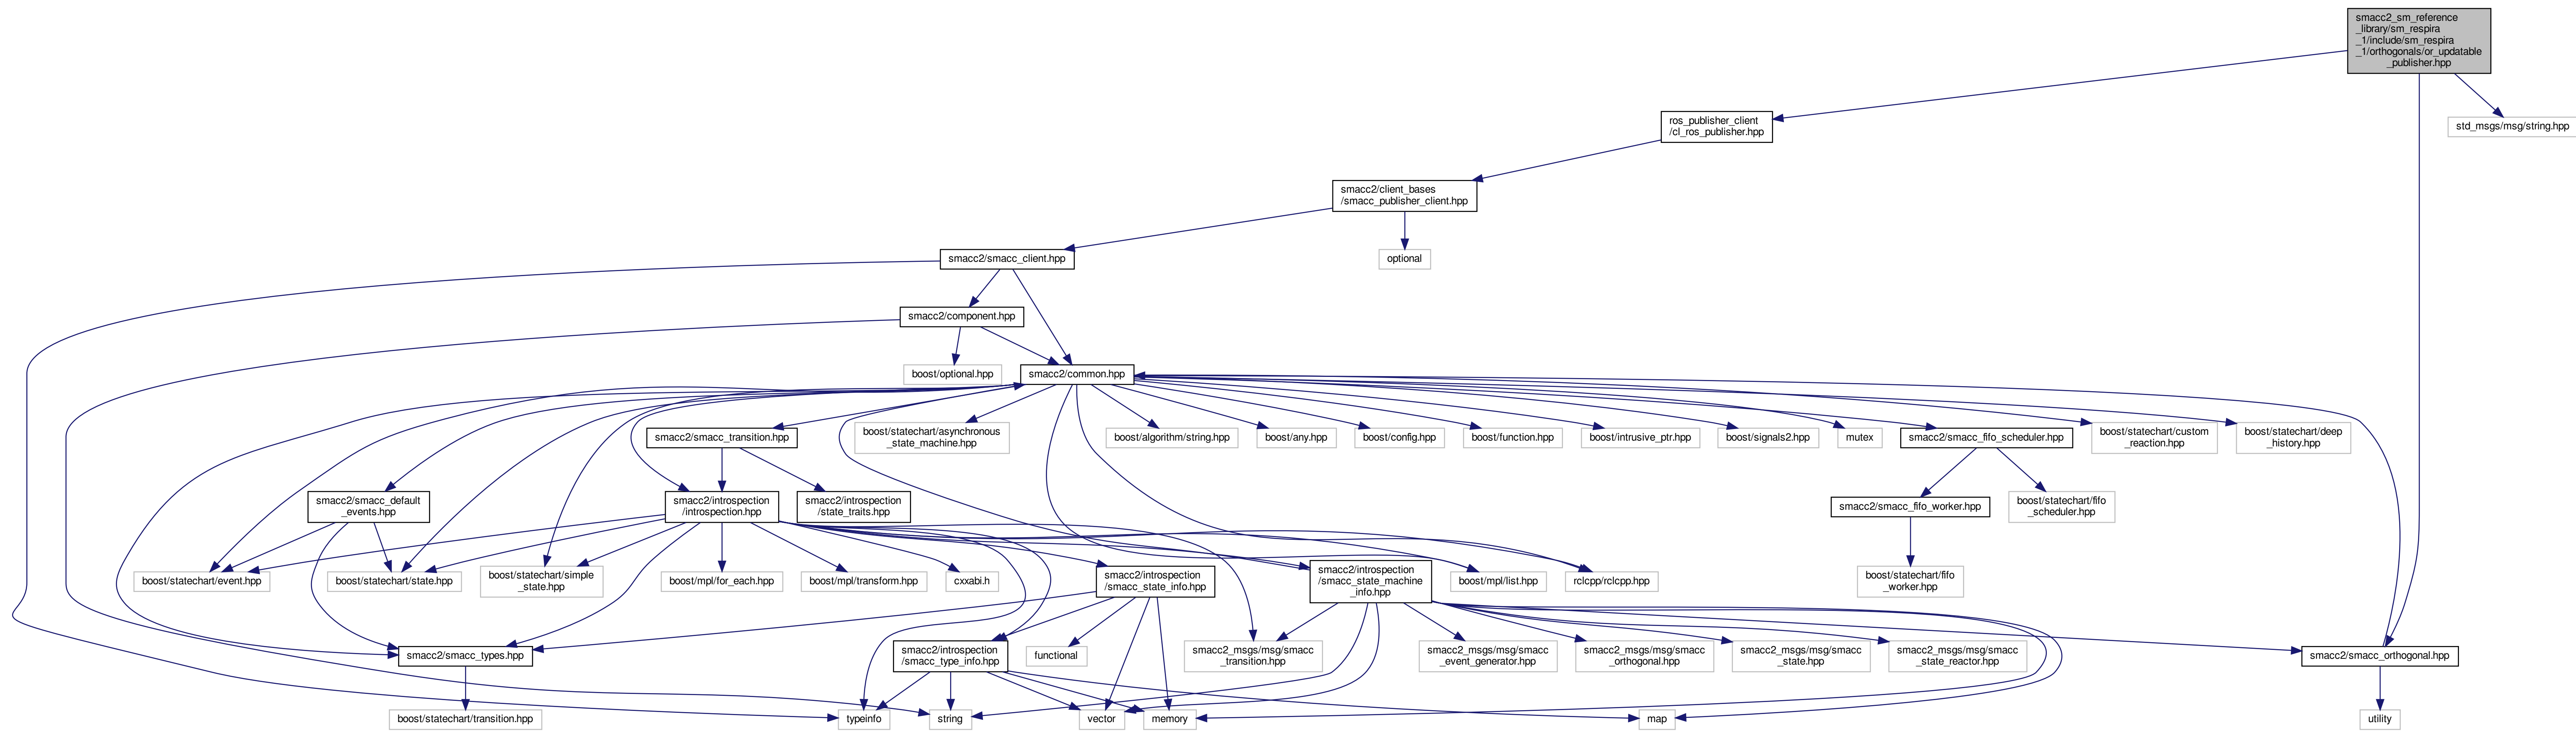 smacc2_sm_reference
_library/sm_respira
_1/include/sm_respira
_1/orthogonals/or_updatable
_publisher.hpp
ros_publisher_client
/cl_ros_publisher.hpp
std_msgs/msg/string.hpp
smacc2/client_bases
/smacc_publisher_client.hpp
smacc2/smacc_client.hpp
optional
smacc2/component.hpp
boost/optional.hpp
smacc2/common.hpp
smacc2/smacc_transition.hpp
boost/statechart/asynchronous
_state_machine.hpp
boost/algorithm/string.hpp
boost/any.hpp
boost/config.hpp
boost/function.hpp
boost/intrusive_ptr.hpp
boost/signals2.hpp
mutex
smacc2/smacc_fifo_scheduler.hpp
boost/statechart/custom
_reaction.hpp
boost/statechart/deep
_history.hpp
smacc2/smacc_default
_events.hpp
smacc2/introspection
/introspection.hpp
smacc2/introspection
/state_traits.hpp
smacc2/smacc_fifo_worker.hpp
boost/statechart/fifo
_scheduler.hpp
boost/statechart/event.hpp
boost/statechart/state.hpp
boost/statechart/simple
_state.hpp
boost/mpl/for_each.hpp
boost/mpl/transform.hpp
cxxabi.h
smacc2/introspection
/smacc_state_info.hpp
smacc2/introspection
/smacc_state_machine
_info.hpp
boost/mpl/list.hpp
rclcpp/rclcpp.hpp
boost/statechart/fifo
_worker.hpp
smacc2/smacc_types.hpp
smacc2/introspection
/smacc_type_info.hpp
functional
smacc2_msgs/msg/smacc
_transition.hpp
smacc2_msgs/msg/smacc
_event_generator.hpp
smacc2_msgs/msg/smacc
_orthogonal.hpp
smacc2_msgs/msg/smacc
_state.hpp
smacc2_msgs/msg/smacc
_state_reactor.hpp
smacc2/smacc_orthogonal.hpp
boost/statechart/transition.hpp
typeinfo
string
vector
memory
map
utility